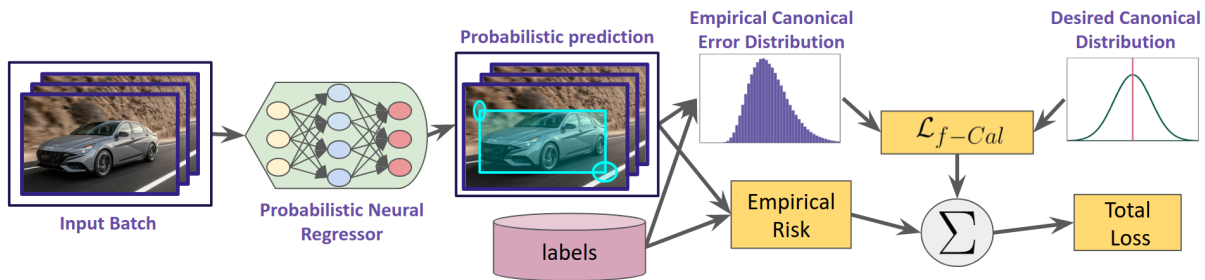 Input Batch
Probabilistic Neural
Regressor
Probabilistic prediction
labels
Empirical Canonical
Error Distribution
Empirical
Risk
Desired Canonical
Distribution
ℒ_{f−Cal}
Σ
Total
Loss